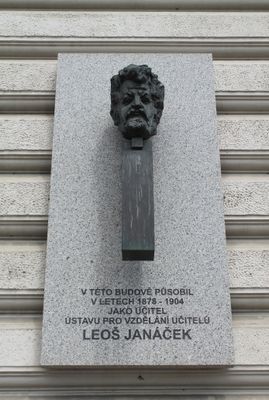 V TÉTO BUDOVĚ PŮSOBIL
V LETECH 1878 - 1904
JAKO UČITEL
ÚSTAVU PRO VZDĚLÁNÍ UČITELŮ
LEOŠ JANÁČEK